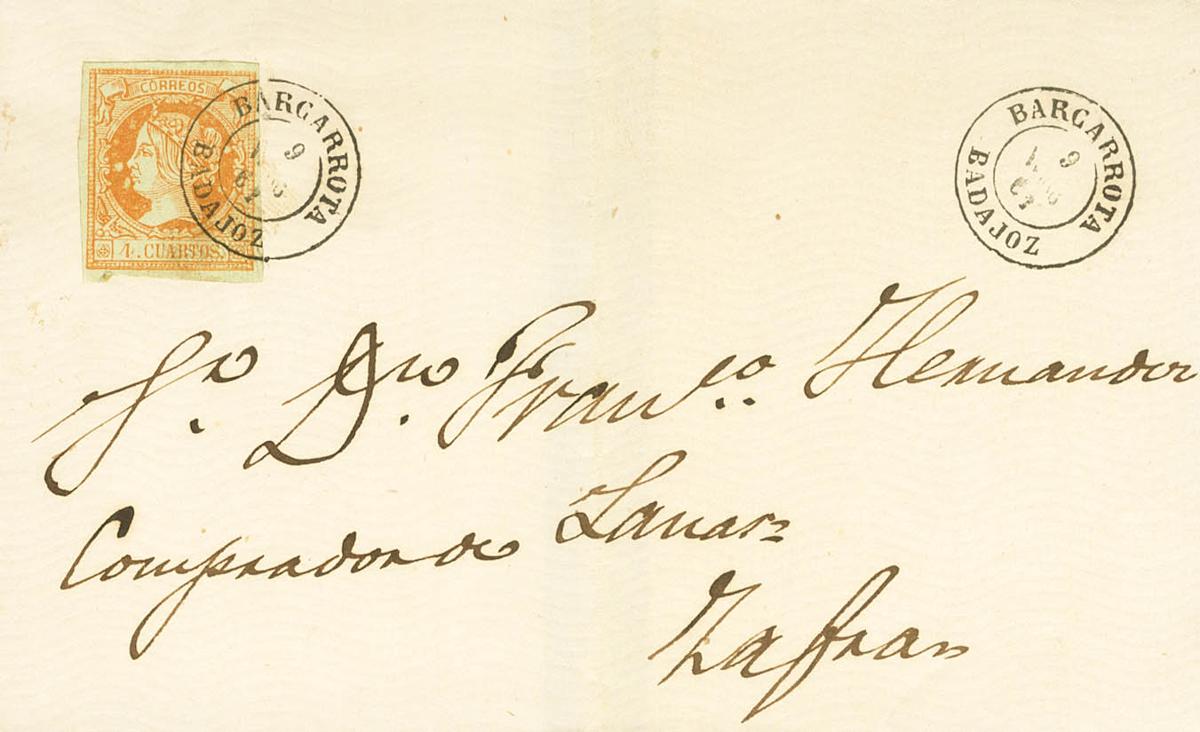 CORREOS
4. CUARTOS.
BARCARROTA
9
BADAJOZ
BARCARROTA
9
BADAJOZ
Sr. Dn. Franco. Hernandez
Comprador de Lanas
Zafra